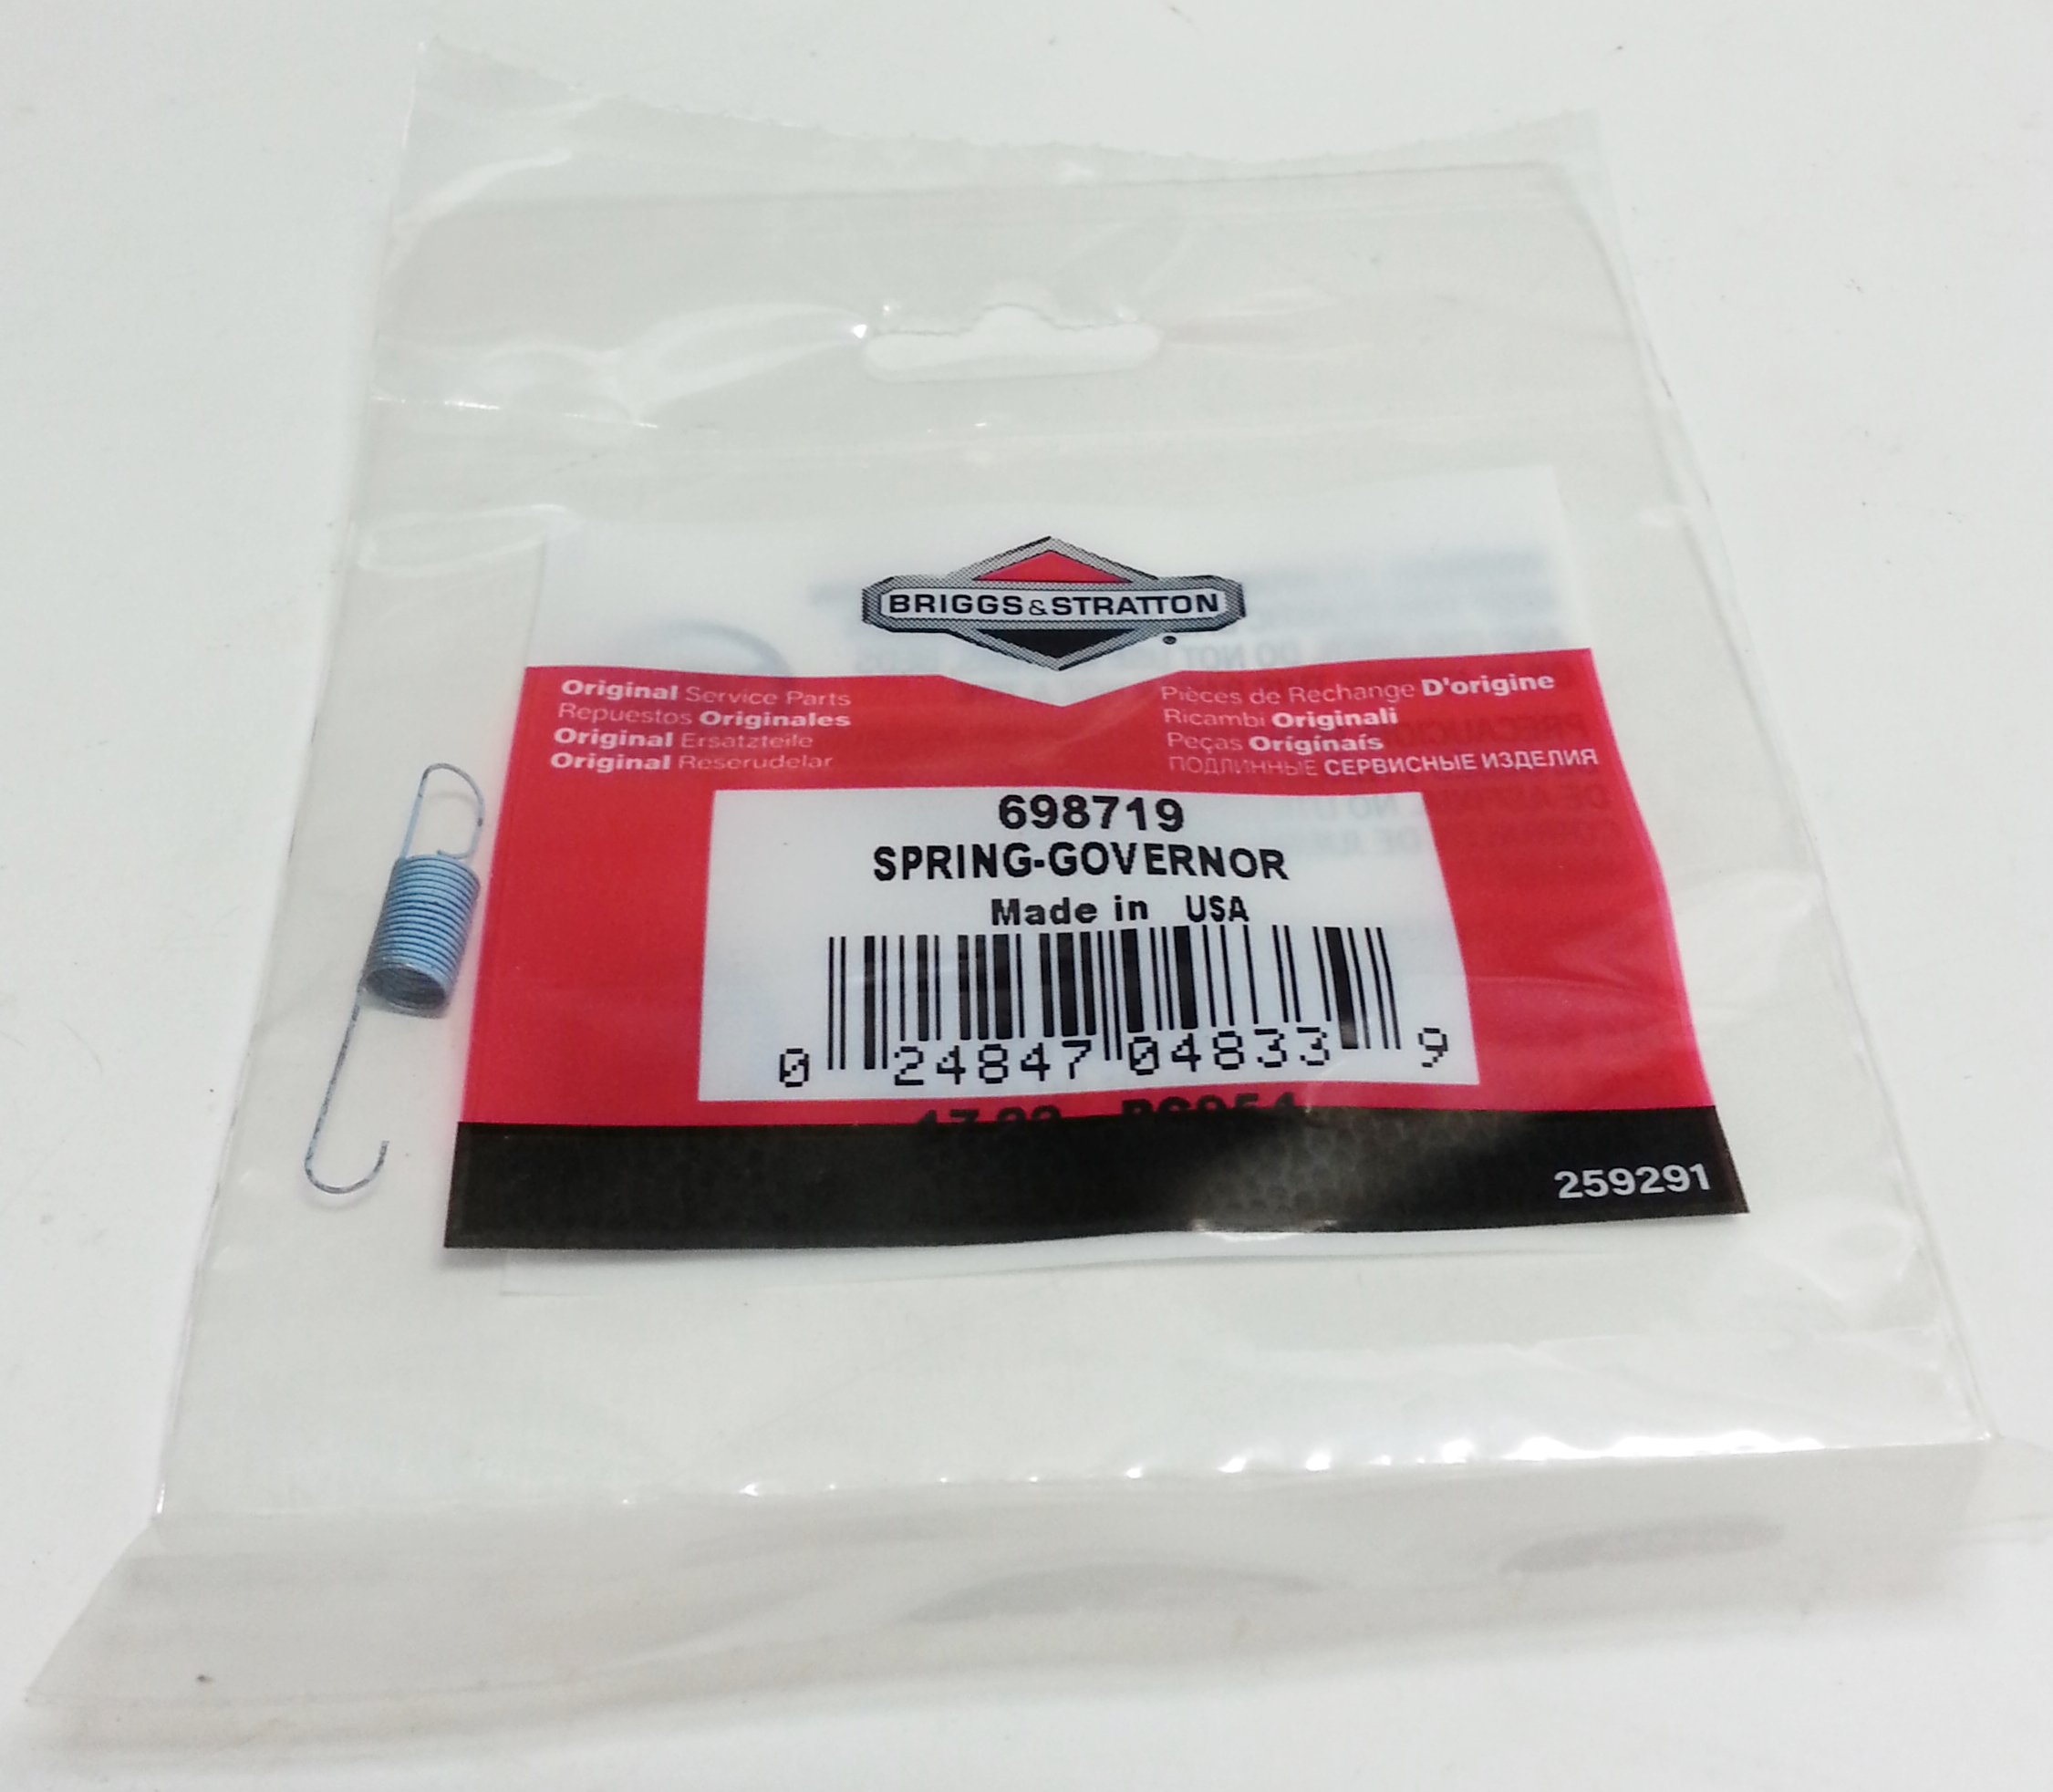 BRIGGS&STRATTON
Original Service Parts
Repuestos Originales
Original Ersatzteile
Original Reserudelar
Pièces de Rechange D'origine
Ricambi Originali
Peças Originais
ПОДЛИННЫЕ СЕРВИСНЫЕ ИЗДЕЛИЯ
698719
SPRING-GOVERNOR
Made in USA
0 24847 04833 9
259291